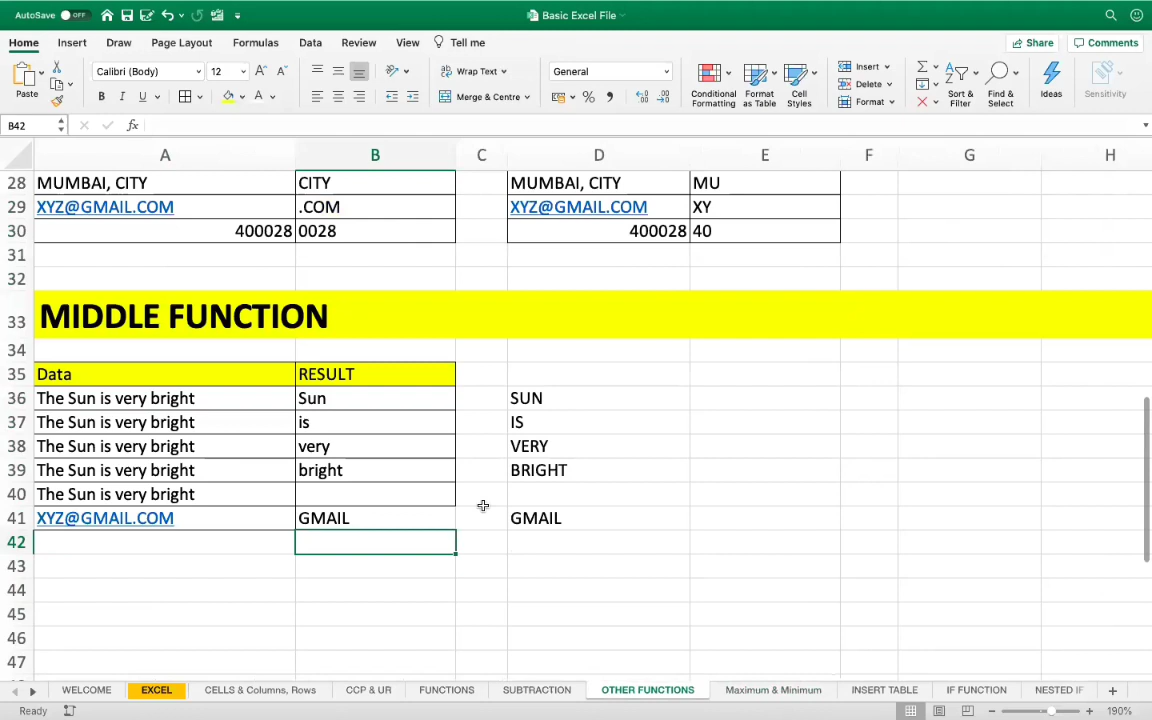 AutoSave OFF Basic Excel File
Home Insert Draw Page Layout Formulas Data Review View Tell me Share Comments
Paste Calibri (Body) 12 A A Wrap Text General Conditional Formatting Format as Table Cell Styles Insert Delete Format Sort & Filter Find & Select Ideas Sensitivity
B I U A Merge & Centre %
B42 fx
A B C D E F G H
28 MUMBAI, CITY CITY MUMBAI, CITY MU
29 XYZ@GMAIL.COM .COM XYZ@GMAIL.COM XY
30 400028 0028 400028 40
31
32
33 MIDDLE FUNCTION
34
35 Data RESULT
36 The Sun is very bright Sun SUN
37 The Sun is very bright is IS
38 The Sun is very bright very VERY
39 The Sun is very bright bright BRIGHT
40 The Sun is very bright
41 XYZ@GMAIL.COM GMAIL GMAIL
42
43
44
45
46
47
WELCOME EXCEL CELLS & Columns, Rows CCP & UR FUNCTIONS SUBTRACTION OTHER FUNCTIONS Maximum & Minimum INSERT TABLE IF FUNCTION NESTED IF
Ready 190%